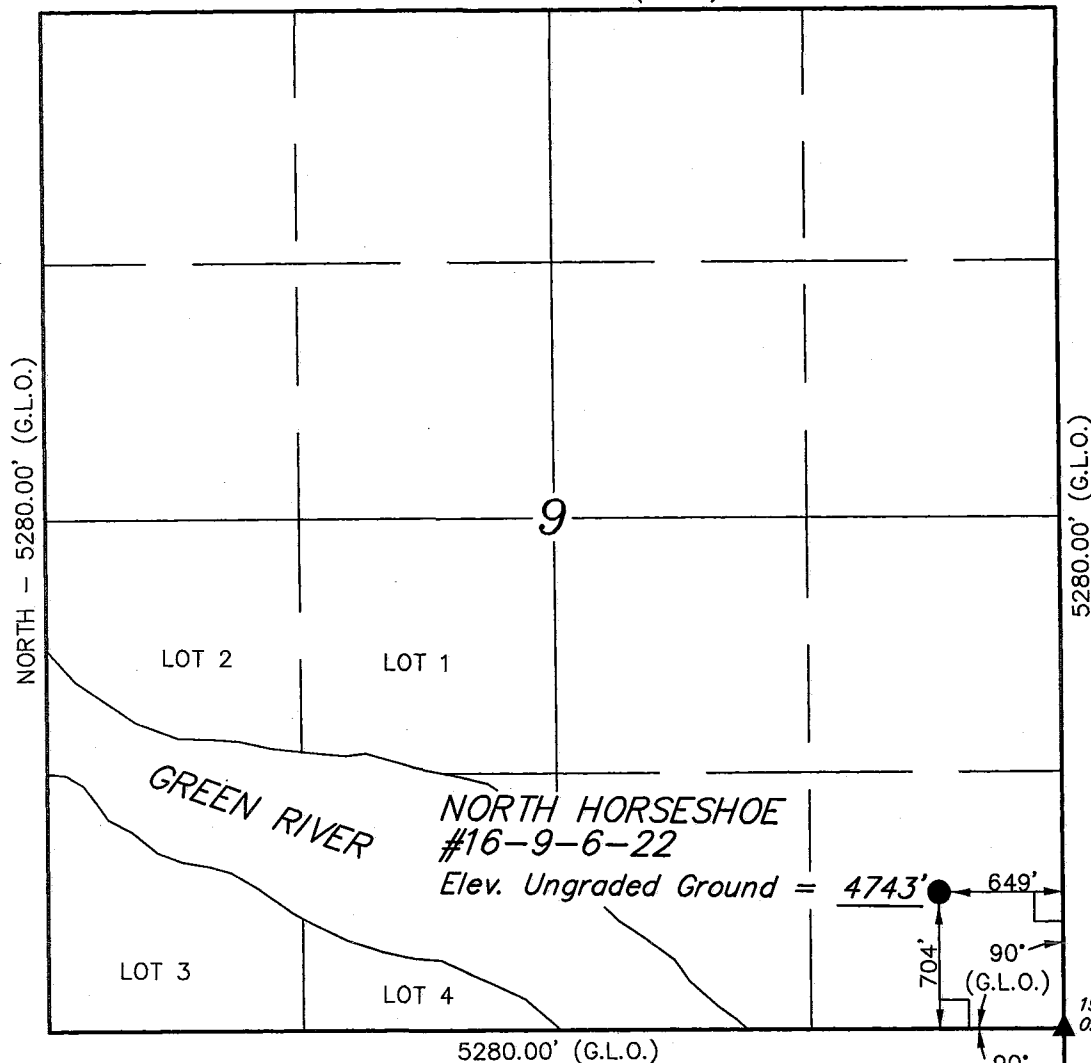 NORTH - 5280.00' (G.L.O.)
9
5280.00' (G.L.O.)
LOT 2
LOT 1
GREEN RIVER
NORTH HORSESHOE
#16-9-6-22
Elev. Ungraded Ground = 4743'
649'
704'
90°
(G.L.O.)
LOT 3
LOT 4
5280.00' (G.L.O.)